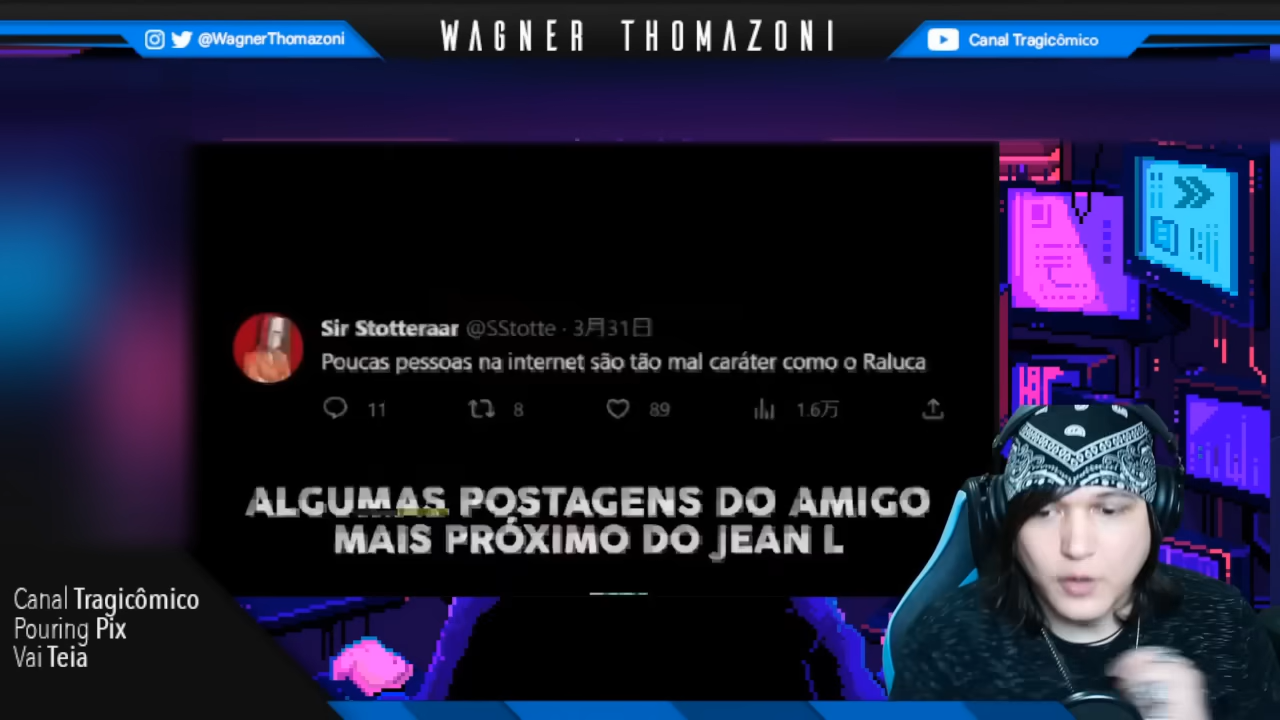 WAGNER THOMAZONI
@WagnerThomazoni
Canal Tragicômico
Sir Stotteraar @SStotte · 3月31日
Poucas pessoas na internet são tão mal caráter como o Raluca
11 8 89 1.6万
ALGUMAS POSTAGENS DO AMIGO
MAIS PRÓXIMO DO JEAN L
Canal Tragicômico
Pouring Pix
Vai Teia